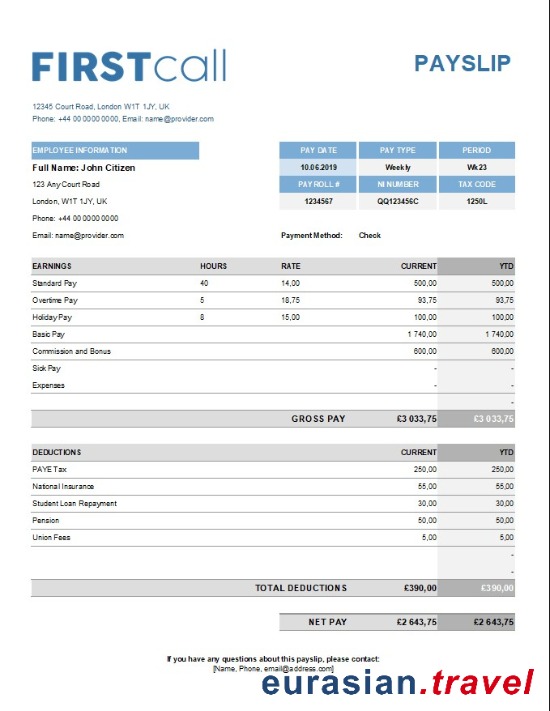 FIRSTcall
PAYSLIP
12345 Court Road, London W1T 1JY, UK
Phone: +44 00 0000 0000, Email: name@provider.com
EMPLOYEE INFORMATION PAY DATE PAY TYPE PERIOD
Full Name: John Citizen 10.06.2019 Weekly Wk23
123 Any Court Road PAYROLL # NI NUMBER TAX CODE
London, W1T 1JY, UK 1234567 QQ123456C 1250L
Phone: +44 00 0000 0000
Email: name@provider.com Payment Method: Check
EARNINGS HOURS RATE CURRENT YTD
Standard Pay 40 14,00 500,00 500,00
Overtime Pay 5 18,75 93,75 93,75
Holiday Pay 8 15,00 100,00 100,00
Basic Pay 1 740,00 1 740,00
Commission and Bonus 600,00 600,00
Sick Pay - -
Expenses - -
-
GROSS PAY £3 033,75 £3 033,75
DEDUCTIONS CURRENT YTD
PAYE Tax 250,00 250,00
National Insurance 55,00 55,00
Student Loan Repayment 30,00 30,00
Pension 50,00 50,00
Union Fees 5,00 5,00
-
-
TOTAL DEDUCTIONS £390,00 £390,00
NET PAY £2 643,75 £2 643,75
If you have any questions about this payslip, please contact:
[Name, Phone, email@address.com]
eurasian.travel